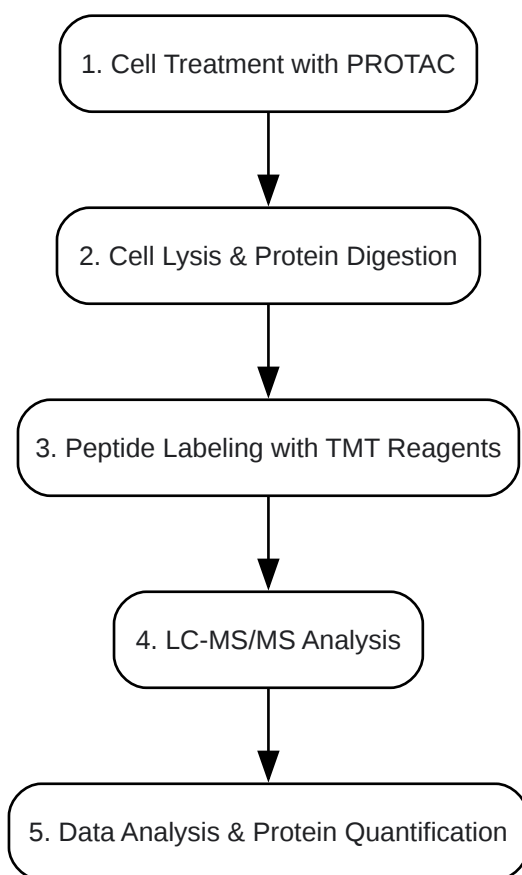 1. Cell Treatment with PROTAC
2. Cell Lysis & Protein Digestion
3. Peptide Labeling with TMT Reagents
4. LC-MS/MS Analysis
5. Data Analysis & Protein Quantification